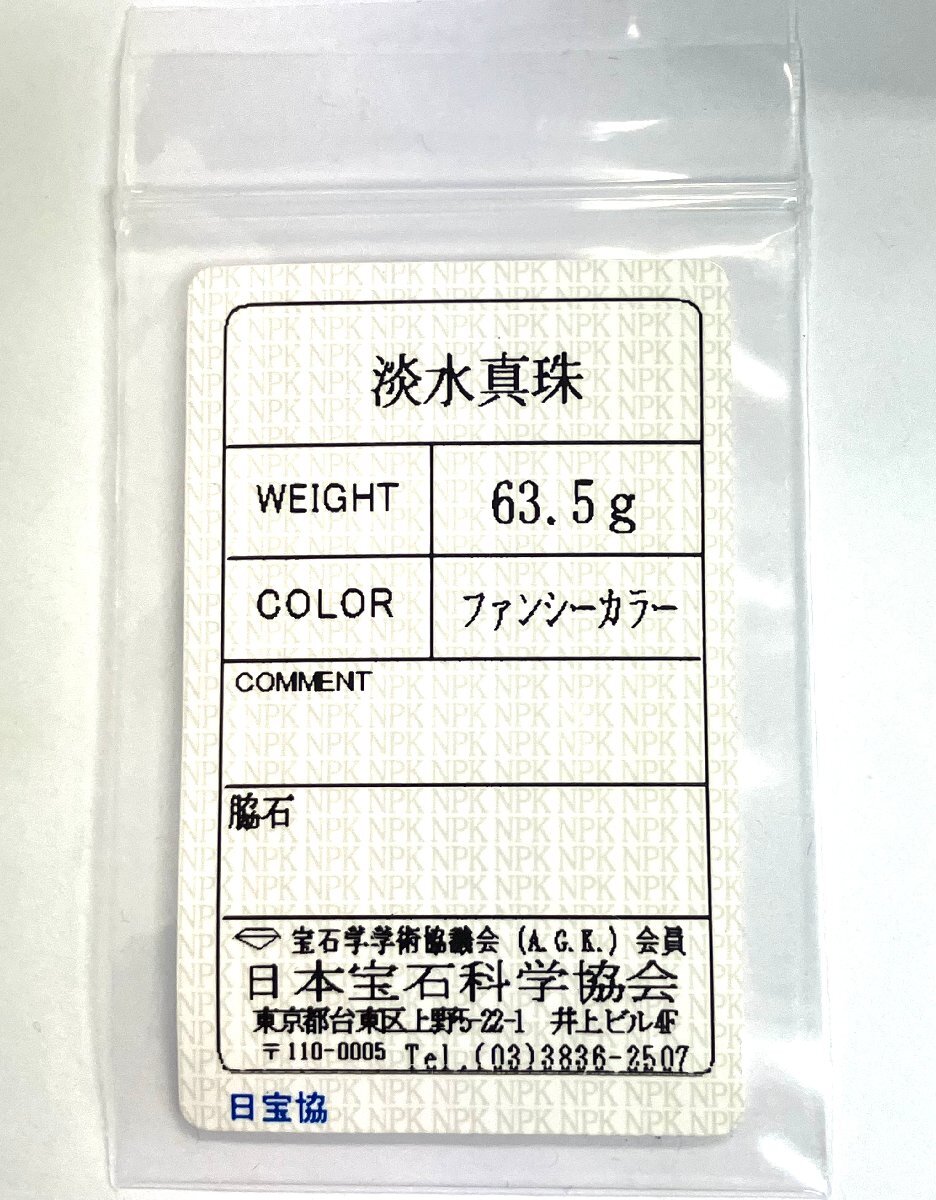 淡水真珠
WEIGHT 63.5g
COLOR ファンシーカラー
COMMENT
脇石
宝石学学術協議会 (A.G.K.) 会員
日本宝石科学協会
東京都台東区上野5-22-1 井上ビル4F
〒110-0005 Tel.(03)3836-2507
日宝協